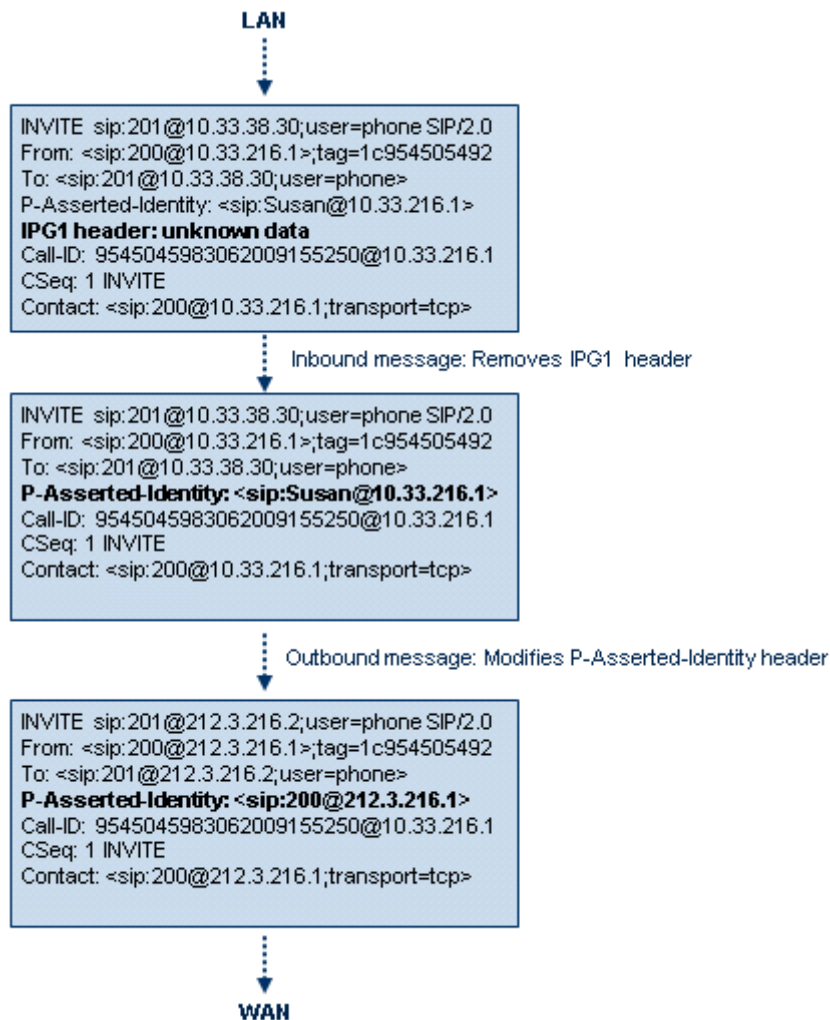 LAN
INVITE sip:201@10.33.38.30;user=phone SIP/2.0
From: <sip:200@10.33.216.1>;tag=1c954505492
To: <sip:201@10.33.38.30;user=phone>
P-Asserted-Identity: <sip:Susan@10.33.216.1>
IPG1 header: unknown data
Call-ID: 95450459830620091​55250@10.33.216.1
CSeq: 1 INVITE
Contact: <sip:200@10.33.216.1;transport=tcp>
Inbound message: Removes IPG1 header
INVITE sip:201@10.33.38.30;user=phone SIP/2.0
From: <sip:200@10.33.216.1>;tag=1c954505492
To: <sip:201@10.33.38.30;user=phone>
P-Asserted-Identity: <sip:Susan@10.33.216.1>
Call-ID: 9545045983062009155250@10.33.216.1
CSeq: 1 INVITE
Contact: <sip:200@10.33.216.1;transport=tcp>
Outbound message: Modifies P-Asserted-Identity header
INVITE sip:201@212.3.216.2;user=phone SIP/2.0
From: <sip:200@212.3.216.1>;tag=1c954505492
To: <sip:201@212.3.216.2;user=phone>
P-Asserted-Identity: <sip:200@212.3.216.1>
Call-ID: 9545045983062009155250@10.33.216.1
CSeq: 1 INVITE
Contact: <sip:200@212.3.216.1;transport=tcp>
WAN